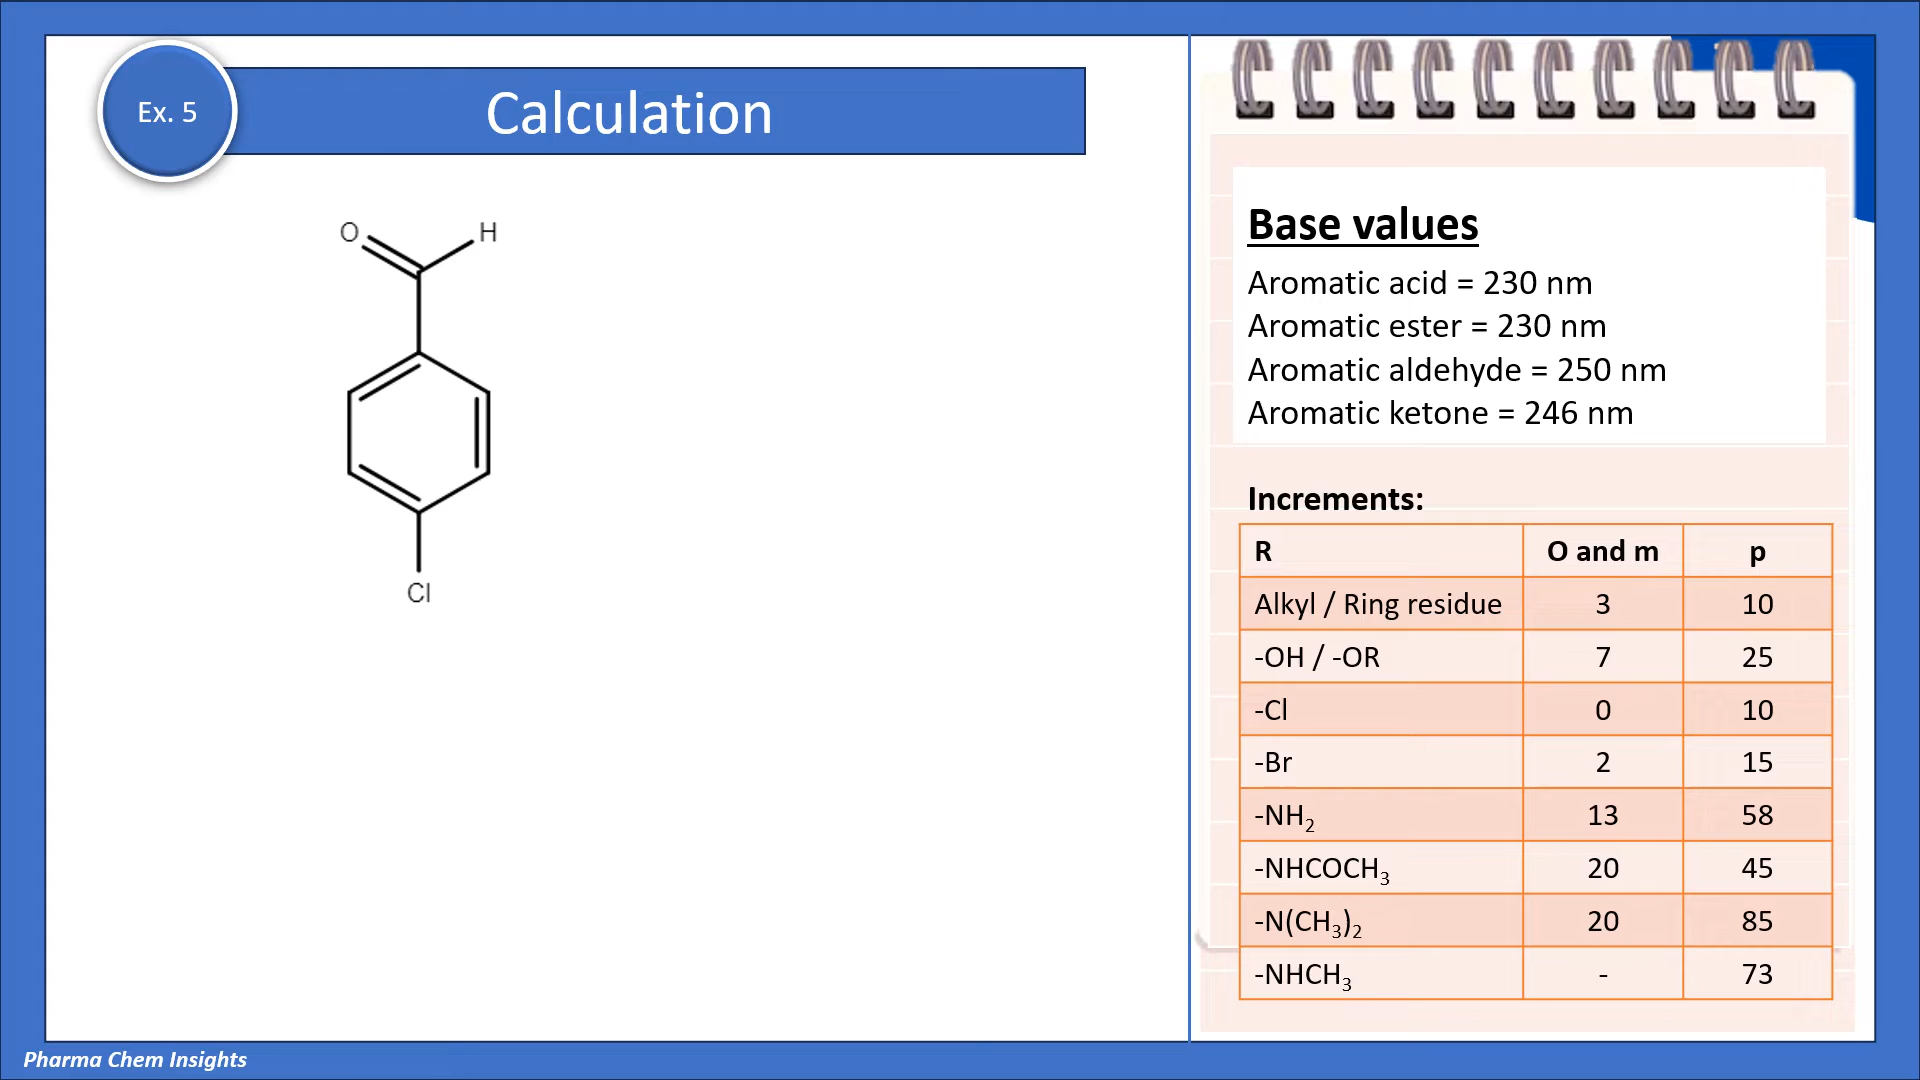 Ex. 5
Calculation
O
H
Cl
Base values
Aromatic acid = 230 nm
Aromatic ester = 230 nm
Aromatic aldehyde = 250 nm
Aromatic ketone = 246 nm
Increments:
R O and m p
Alkyl / Ring residue 3 10
-OH / -OR 7 25
-Cl 0 10
-Br 2 15
-NH₂ 13 58
-NHCOCH₃ 20 45
-N(CH₃)₂ 20 85
-NHCH₃ - 73
Pharma Chem Insights